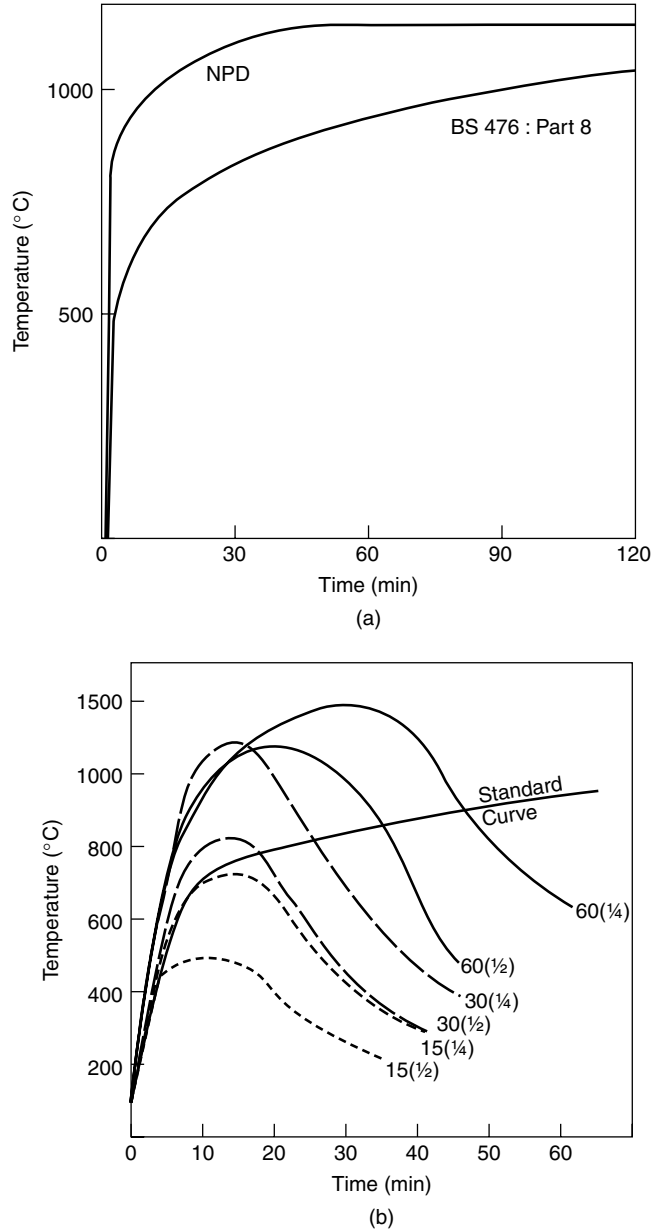 NPD
1000
BS 476 : Part 8
Temperature (°C)
500
0
30
60
90
120
Time (min)
(a)
1500
1000
Standard
Curve
800
Temperature (°C)
600
60(¼)
60(½)
400
30(¼)
30(½)
15(¼)
15(½)
200
0
10
20
30
40
50
60
Time (min)
(b)